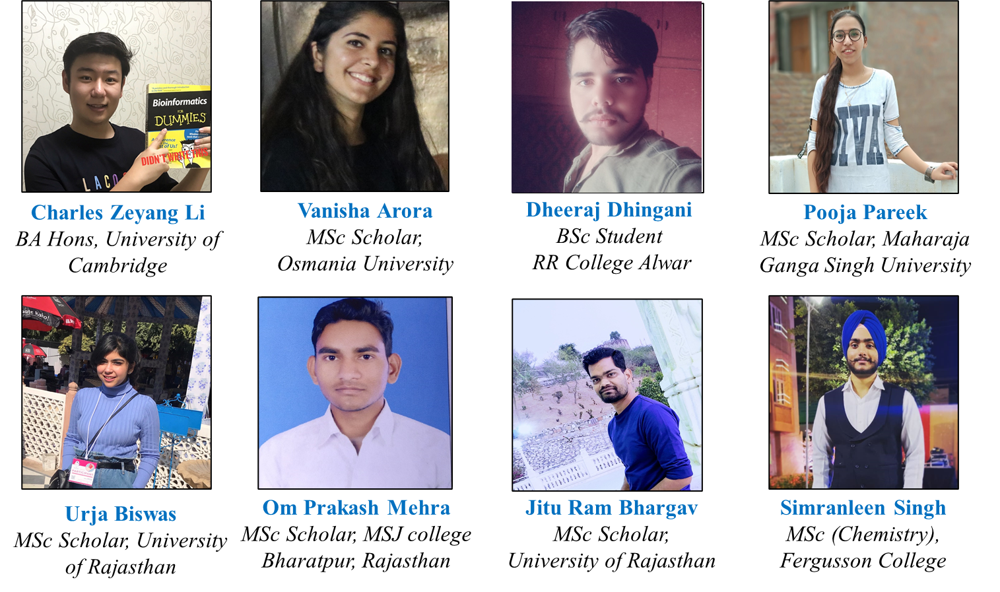 Bioinformatics
FOR
DUMMIES
DIDN'T WRITE THIS
LACOS
Charles Zeyang Li
BA Hons, University of
Cambridge
Vanisha Arora
MSc Scholar,
Osmania University
Dheeraj Dhingani
BSc Student
RR College Alwar
DIVA
Pooja Pareek
MSc Scholar, Maharaja
Ganga Singh University
PARTICIPANT
Urja Biswas
MSc Scholar, University
of Rajasthan
Om Prakash Mehra
MSc Scholar, MSJ college
Bharatpur, Rajasthan
Jitu Ram Bhargav
MSc Scholar,
University of Rajasthan
Simranleen Singh
MSc (Chemistry),
Fergusson College